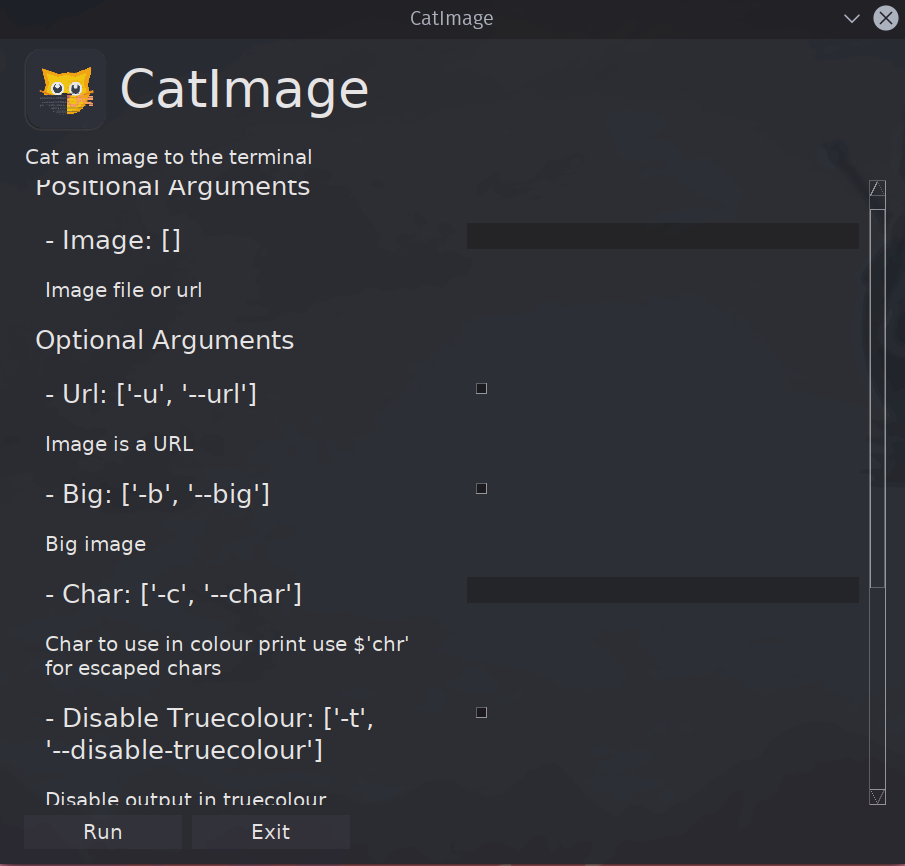 CatImage
CatImage
Cat an image to the terminal
Positional Arguments
- Image: []
Image file or url
Optional Arguments
- Url: ['-u', '--url']
Image is a URL
- Big: ['-b', '--big']
Big image
- Char: ['-c', '--char']
Char to use in colour print use $'chr'
for escaped chars
- Disable Truecolour: ['-t',
'--disable-truecolour']
Disable output in truecolour
Run
Exit